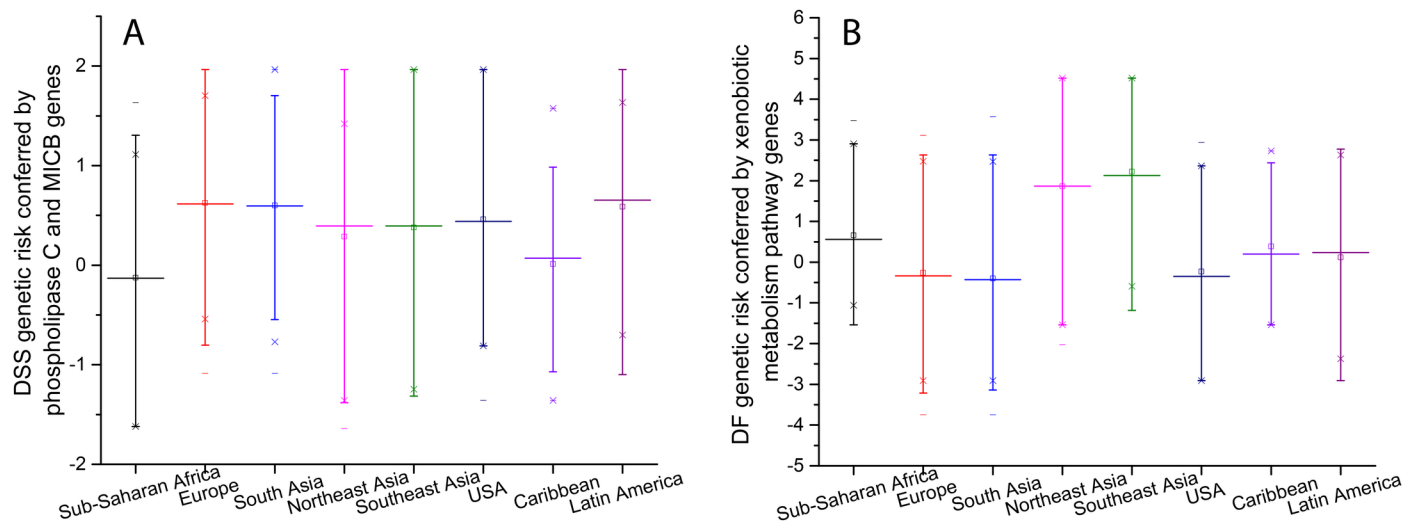 A
DSS genetic risk conferred by
phospholipase C and MICB genes
2
1
0
-1
-2
Sub-Saharan Africa
Europe
South Asia
Northeast Asia
Southeast Asia
USA
Caribbean
Latin America
B
DF genetic risk conferred by xenobiotic
metabolism pathway genes
6
5
4
3
2
1
0
-1
-2
-3
-4
-5
Sub-Saharan Africa
Europe
South Asia
Northeast Asia
Southeast Asia
USA
Caribbean
Latin America